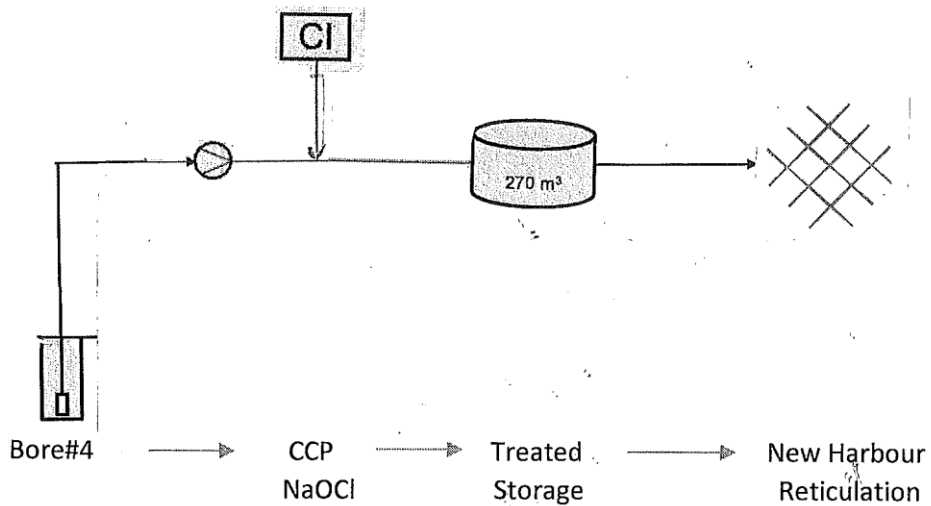 Cl
270 m³
Bore#4
CCP
NaOCl
Treated
Storage
New Harbour
Reticulation